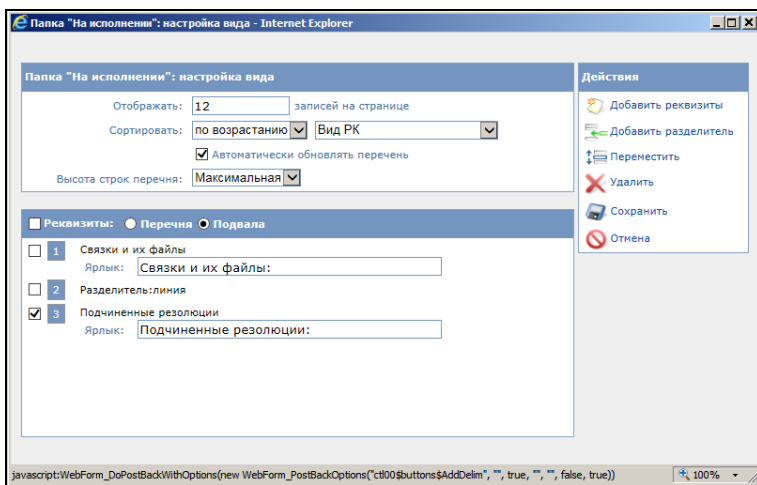 Папка "На исполнении": настройка вида - Internet Explorer
Папка "На исполнении": настройка вида
Отображать: 12 записей на странице
Сортировать: по возрастанию Вид РК
Автоматически обновлять перечень
Высота строк перечня: Максимальная
Действия
Добавить реквизиты
Добавить разделитель
Переместить
Удалить
Сохранить
Отмена
Реквизиты: Перечня Подвала
1 Связки и их файлы
Ярлык: Связки и их файлы:
2 Разделитель:линия
3 Подчиненные резолюции
Ярлык: Подчиненные резолюции:
javascript:WebForm_DoPostBackWithOptions(new WebForm_PostBackOptions("ctl00$buttons$AddDelim", "", true, "", "", false, true)) 100%